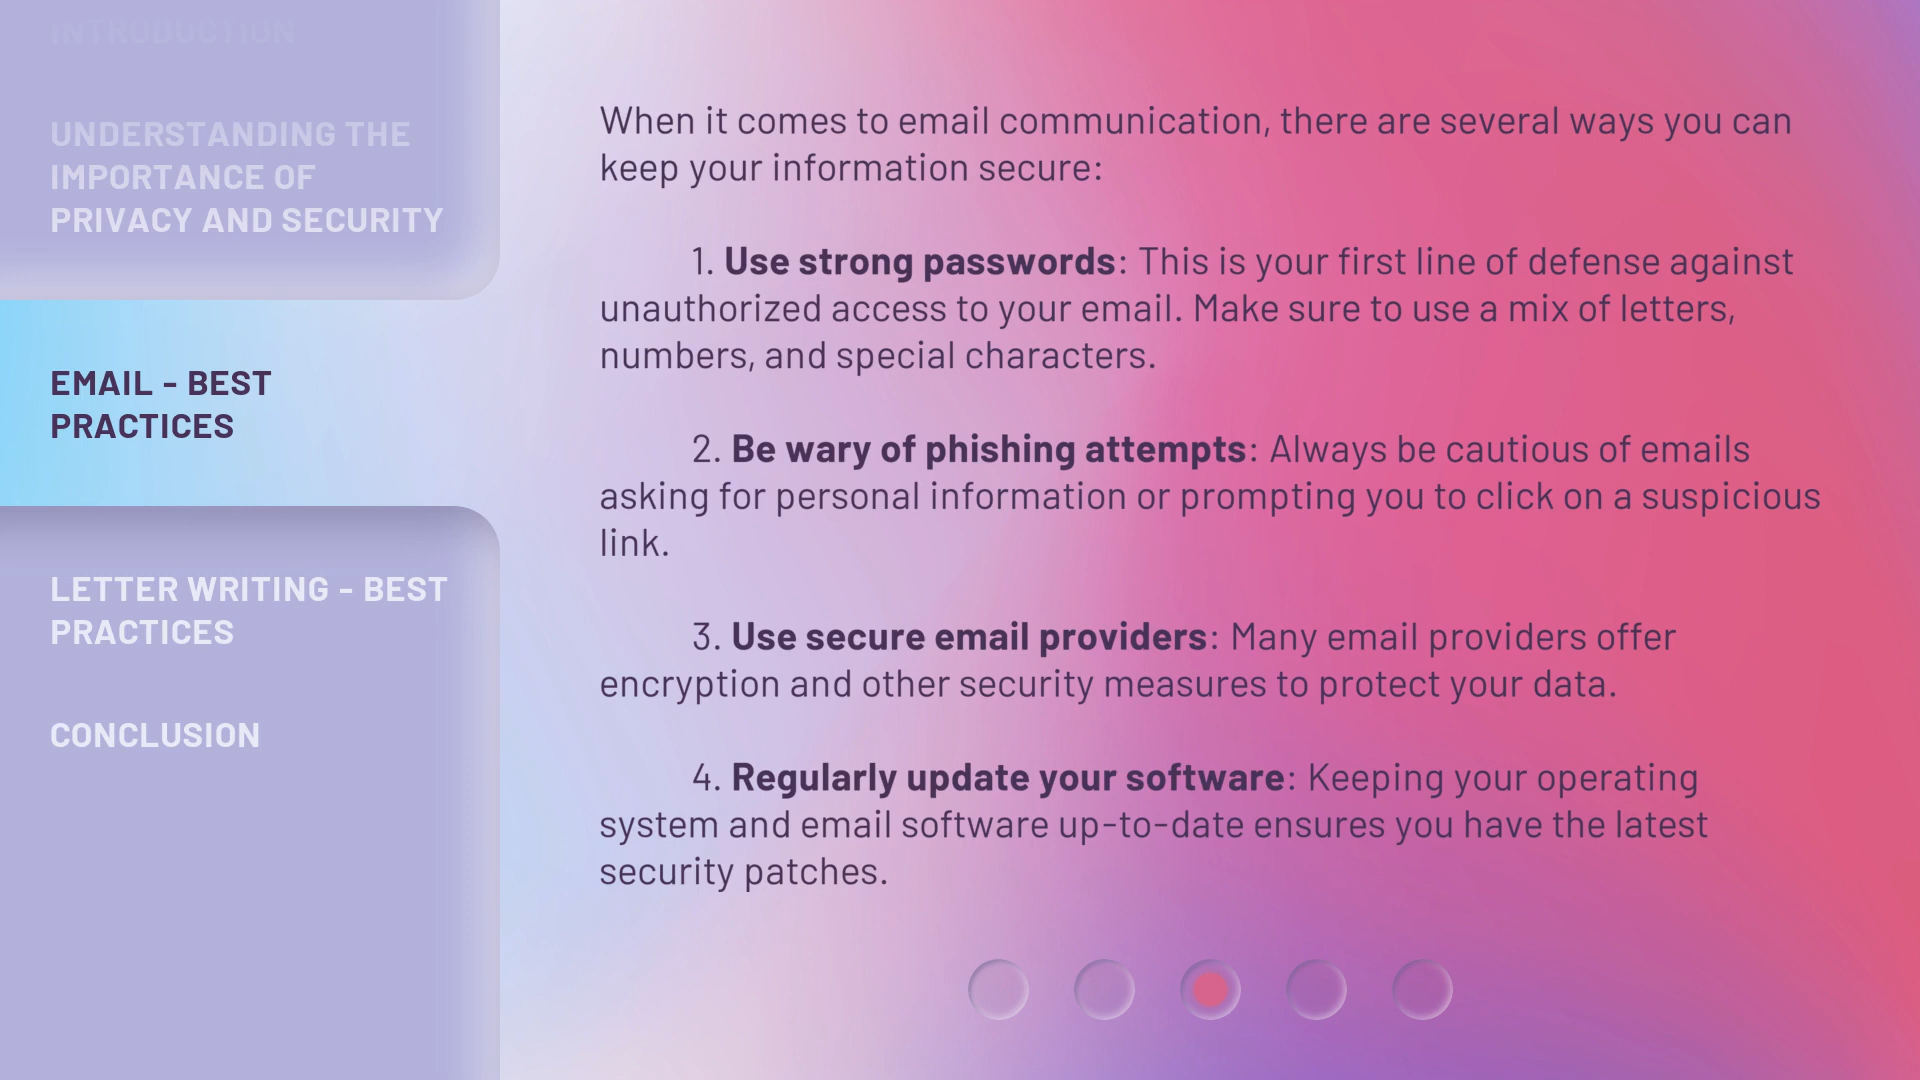 INTRODUCTION
UNDERSTANDING THE
IMPORTANCE OF
PRIVACY AND SECURITY
EMAIL - BEST
PRACTICES
LETTER WRITING - BEST
PRACTICES
CONCLUSION
When it comes to email communication, there are several ways you can
keep your information secure:
1. Use strong passwords: This is your first line of defense against
unauthorized access to your email. Make sure to use a mix of letters,
numbers, and special characters.
2. Be wary of phishing attempts: Always be cautious of emails
asking for personal information or prompting you to click on a suspicious
link.
3. Use secure email providers: Many email providers offer
encryption and other security measures to protect your data.
4. Regularly update your software: Keeping your operating
system and email software up-to-date ensures you have the latest
security patches.